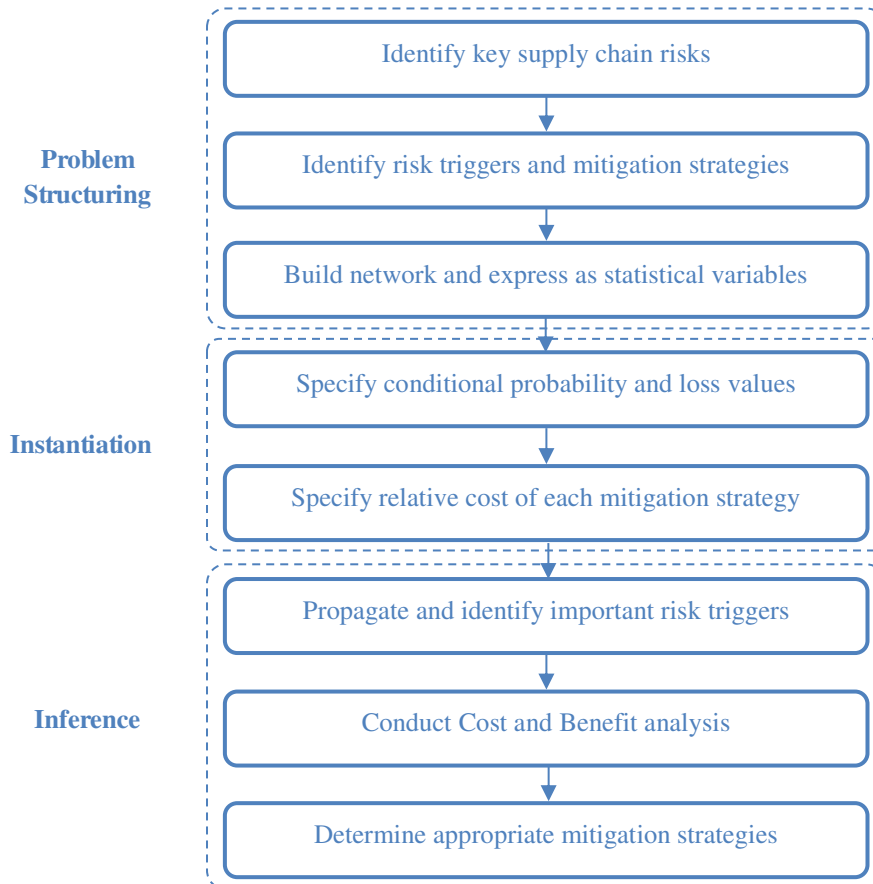 Identify key supply chain risks
Problem
Structuring
Identify risk triggers and mitigation strategies
Build network and express as statistical variables
Instantiation
Specify conditional probability and loss values
Specify relative cost of each mitigation strategy
Inference
Propagate and identify important risk triggers
Conduct Cost and Benefit analysis
Determine appropriate mitigation strategies